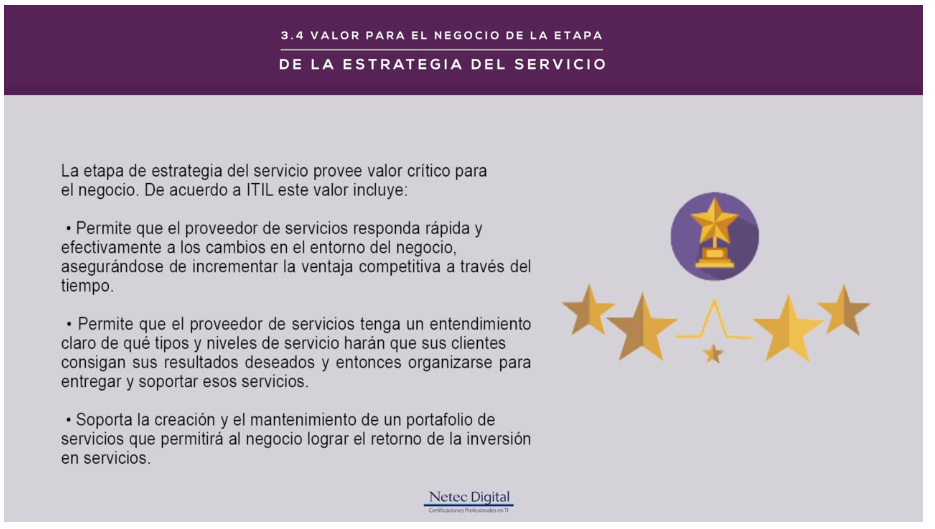 3.4 VALOR PARA EL NEGOCIO DE LA ETAPA
DE LA ESTRATEGIA DEL SERVICIO
La etapa de estrategia del servicio provee valor crítico para
el negocio. De acuerdo a ITIL este valor incluye:
• Permite que el proveedor de servicios responda rápida y
efectivamente a los cambios en el entorno del negocio,
asegurándose de incrementar la ventaja competitiva a través del
tiempo.
• Permite que el proveedor de servicios tenga un entendimiento
claro de qué tipos y niveles de servicio harán que sus clientes
consigan sus resultados deseados y entonces organizarse para
entregar y soportar esos servicios.
• Soporta la creación y el mantenimiento de un portafolio de
servicios que permitirá al negocio lograr el retorno de la inversión
en servicios.
Netec Digital
Certificaciones Profesionales en TI